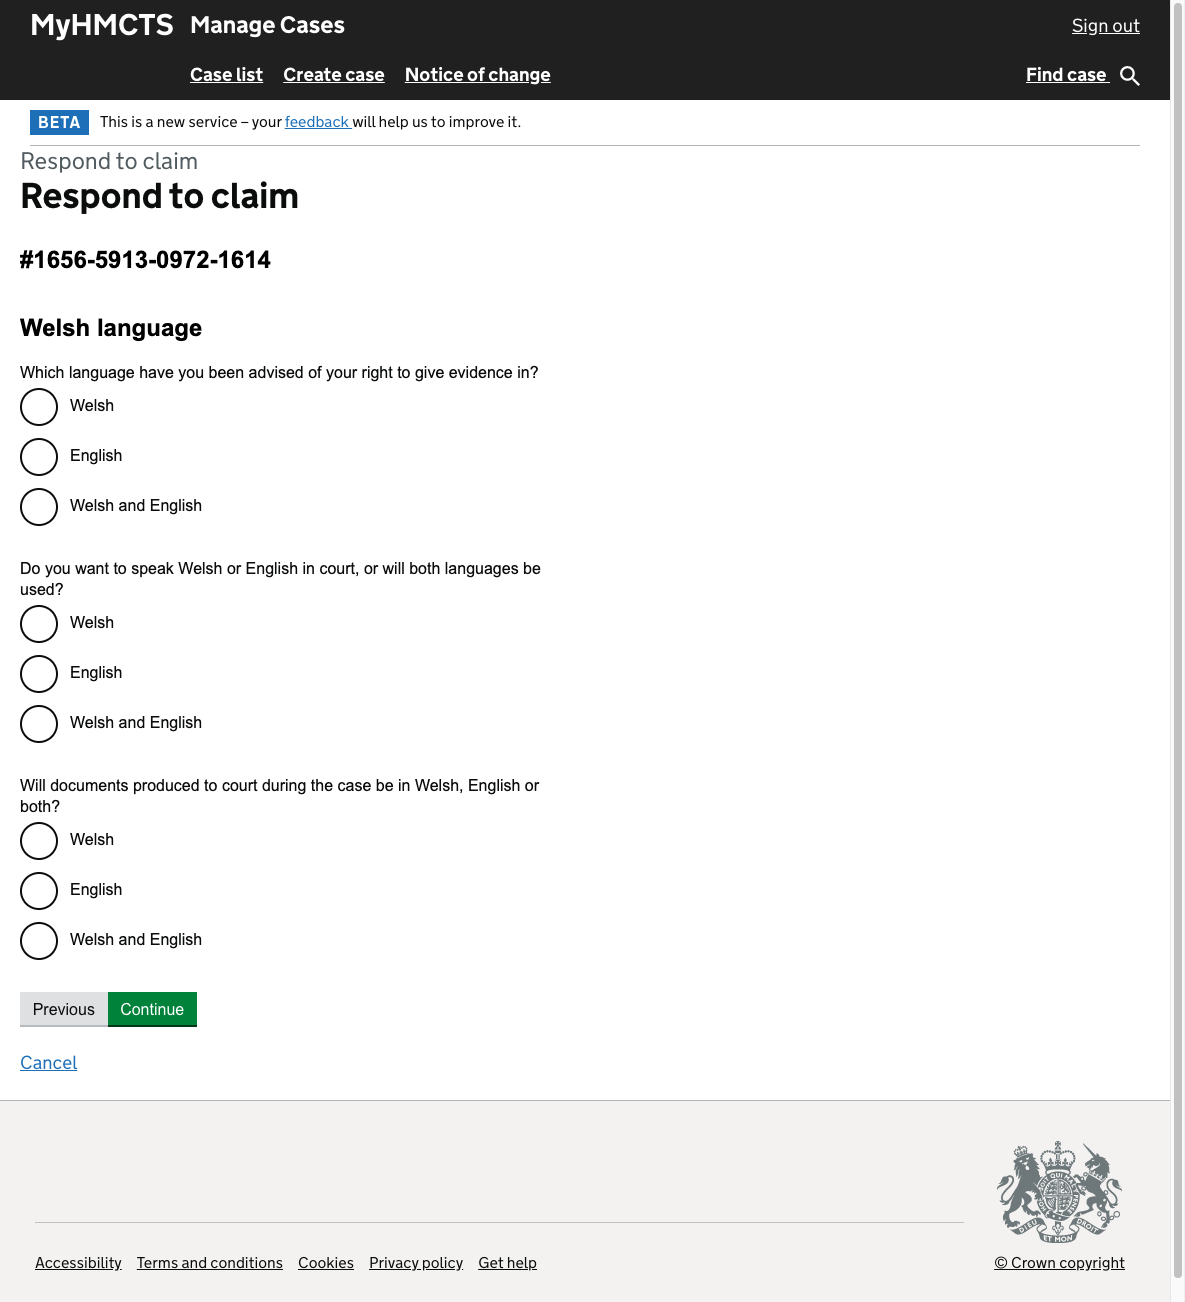 MyHMCTS Manage Cases Sign out
Case list Create case Notice of change Find case
BETA This is a new service – your feedback will help us to improve it.
Respond to claim
Respond to claim
#1656-5913-0972-1614
Welsh language
Which language have you been advised of your right to give evidence in?
Welsh
English
Welsh and English
Do you want to speak Welsh or English in court, or will both languages be
used?
Welsh
English
Welsh and English
Will documents produced to court during the case be in Welsh, English or
both?
Welsh
English
Welsh and English
Previous Continue
Cancel
DIEU ET MON DROIT
Accessibility Terms and conditions Cookies Privacy policy Get help © Crown copyright